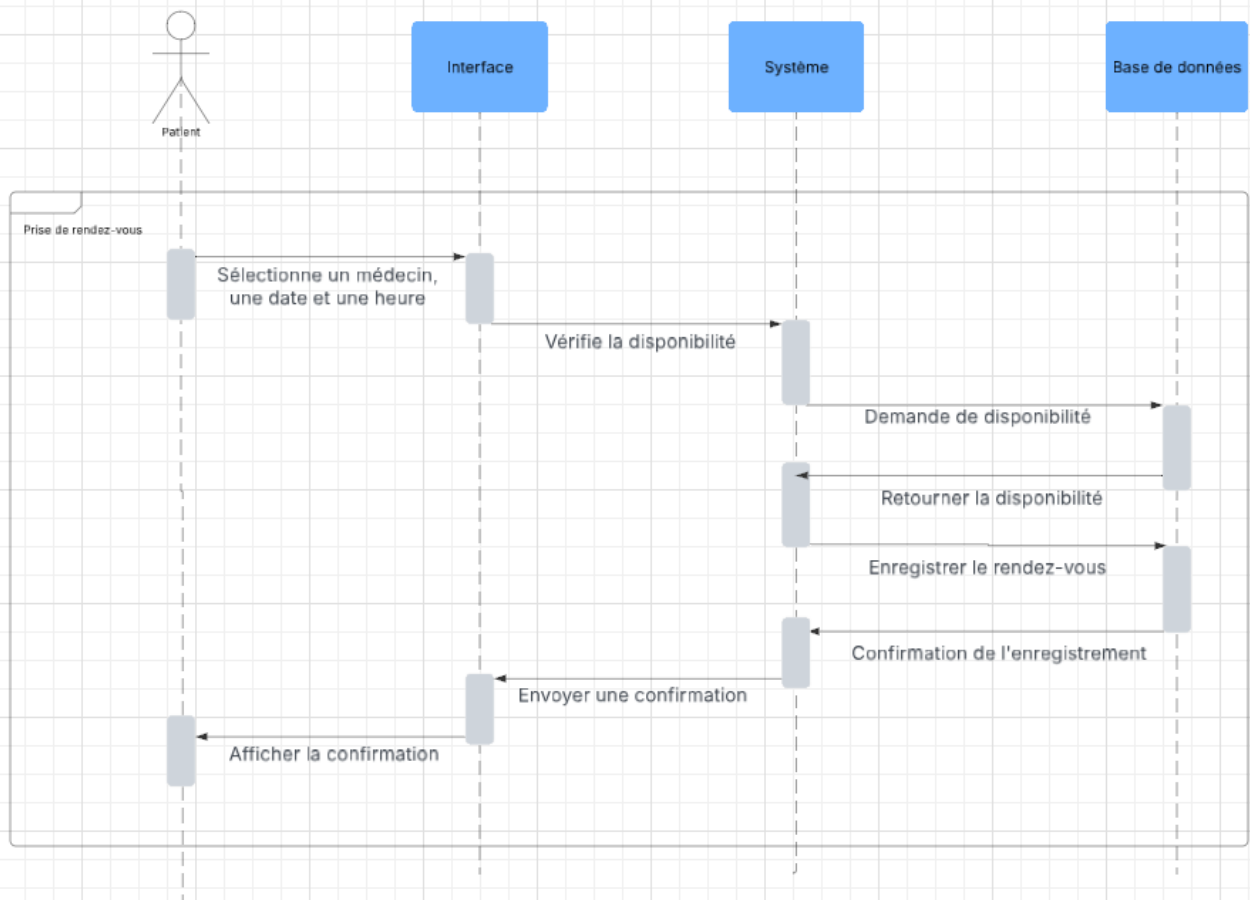 Patient
Interface
Système
Base de données
Prise de rendez-vous
Sélectionne un médecin,
une date et une heure
Vérifie la disponibilité
Demande de disponibilité
Retourner la disponibilité
Enregistrer le rendez-vous
Confirmation de l'enregistrement
Envoyer une confirmation
Afficher la confirmation